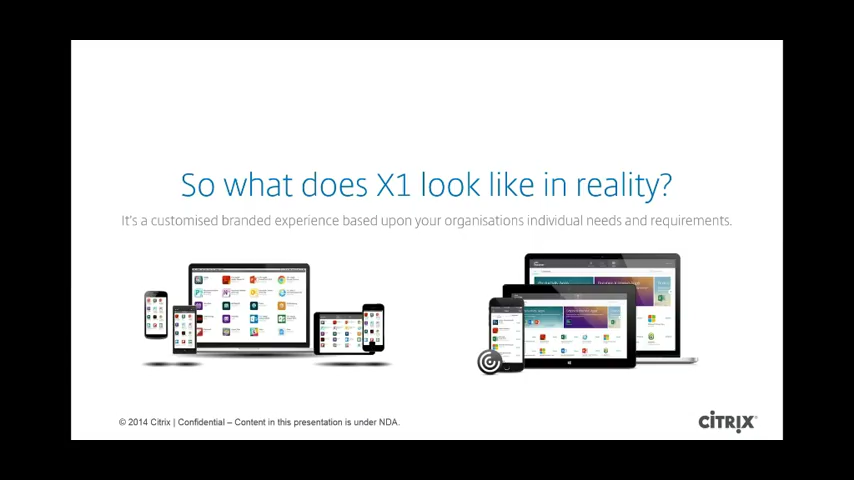 So what does X1 look like in reality?
It's a customised branded experience based upon your organisations individual needs and requirements.
© 2014 Citrix | Confidential – Content in this presentation is under NDA.
CITRIX